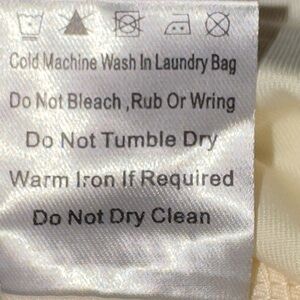 Cold Machine Wash In Laundry Bag
Do Not Bleach ,Rub Or Wring
Do Not Tumble Dry
Warm Iron If Required
Do Not Dry Clean